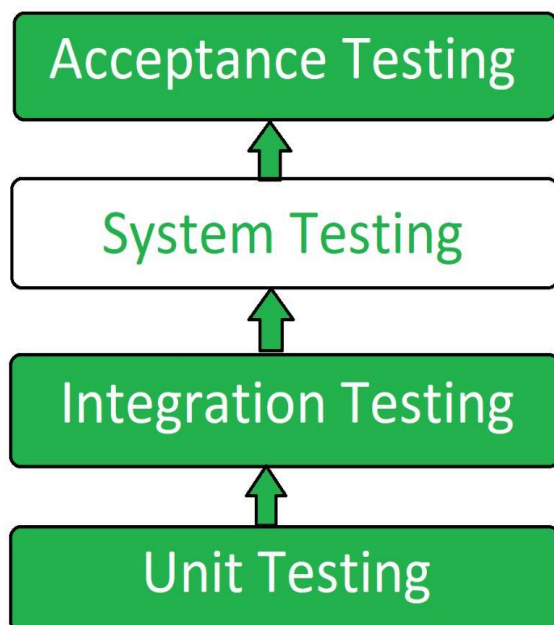 Acceptance Testing
System Testing
Integration Testing
Unit Testing